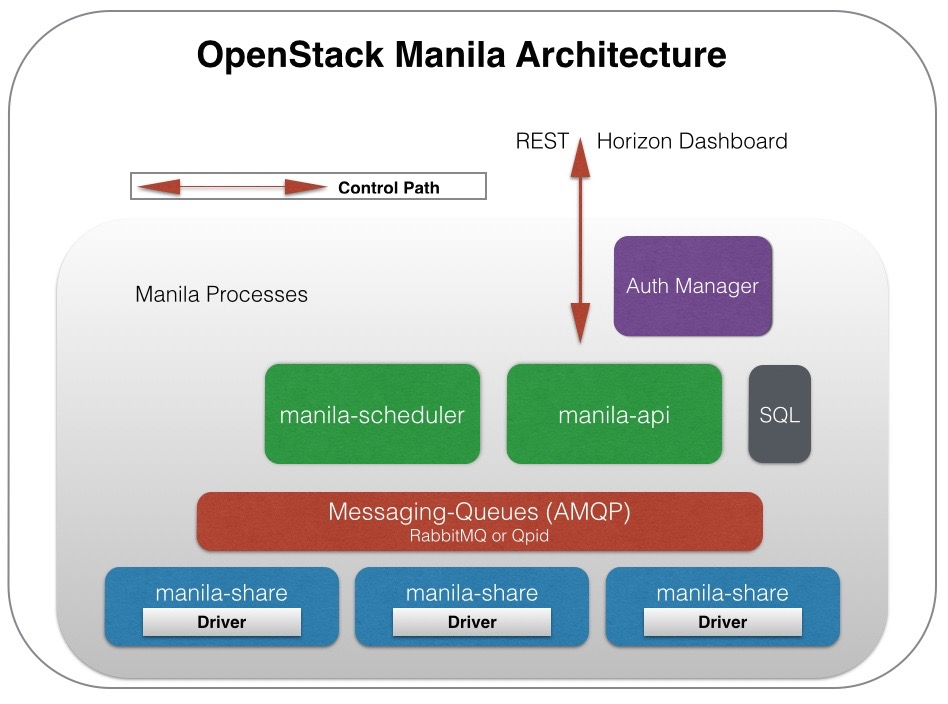 OpenStack Manila Architecture
REST Horizon Dashboard
Control Path
Auth Manager
Manila Processes
manila-scheduler
manila-api
SQL
Messaging-Queues (AMQP)
RabbitMQ or Qpid
manila-share
Driver
manila-share
Driver
manila-share
Driver